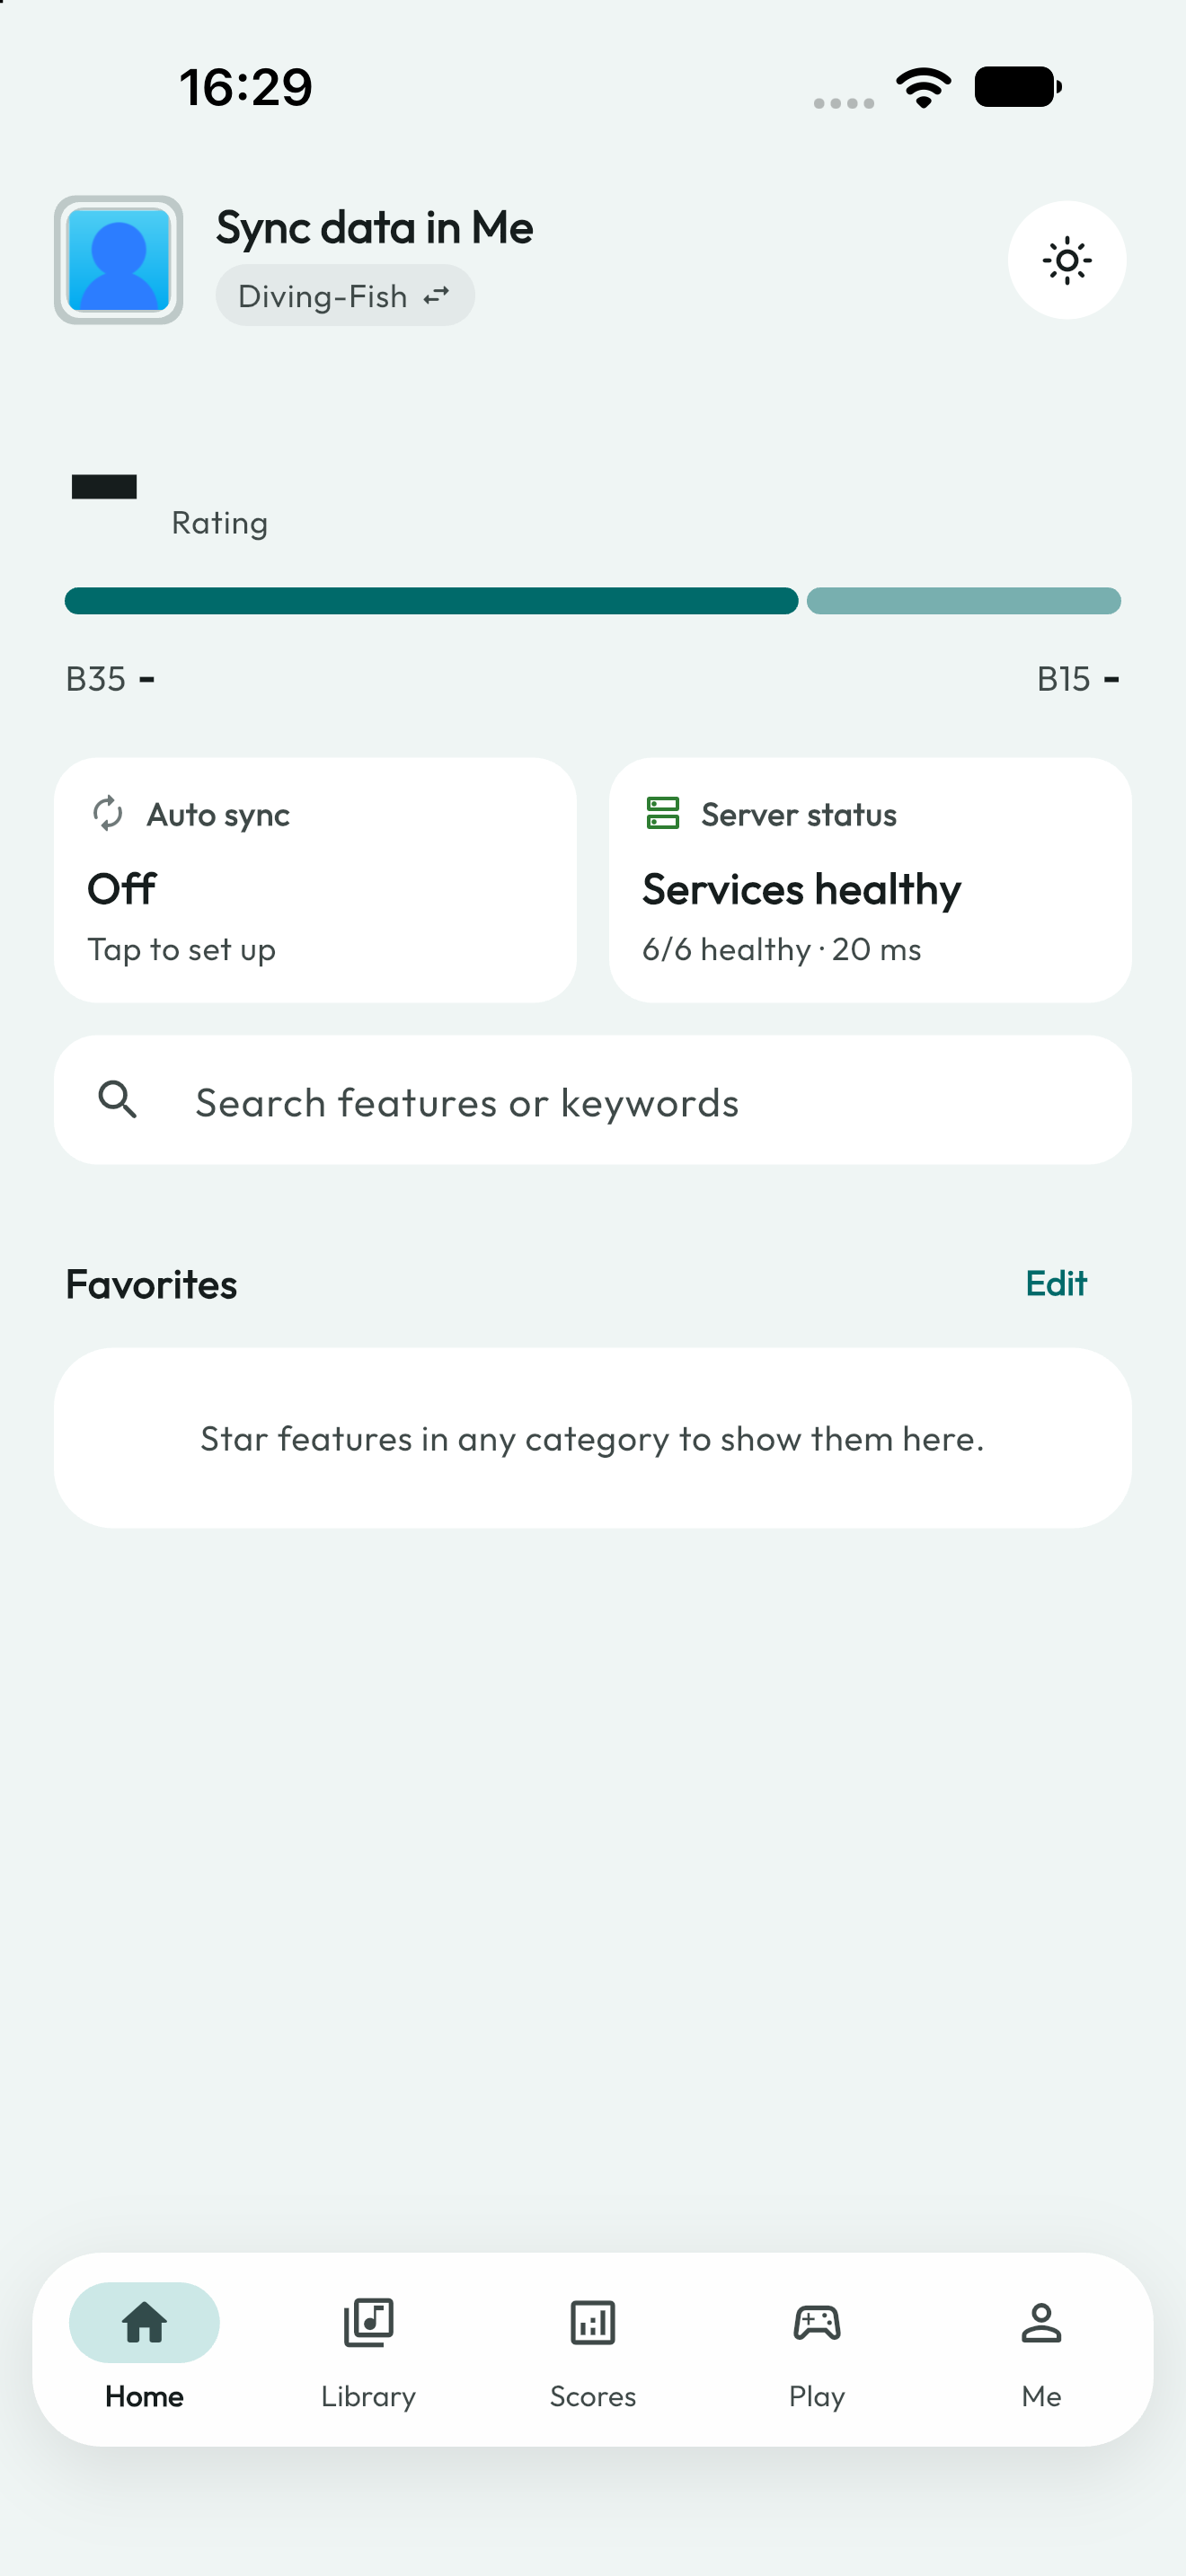 16:29
Sync data in Me
Diving-Fish
-
Rating
B35 -
B15 -
Auto sync
Off
Tap to set up
Server status
Services healthy
6/6 healthy · 20 ms
Search features or keywords
Favorites
Edit
Star features in any category to show them here.
Home
Library
Scores
Play
Me